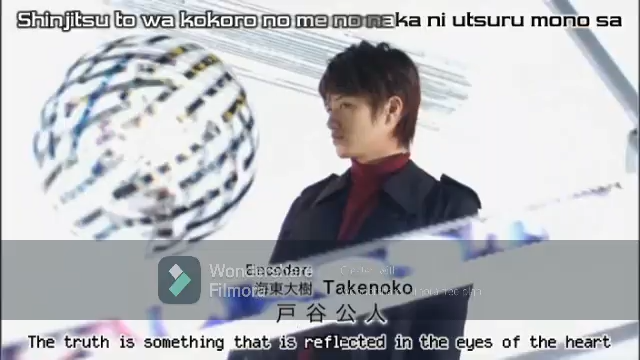 Shinjitsu to wa kokoro no me no naka ni utsuru mono sa
Wondershare
Filmora
Encoder
海東大樹 Takenoko
戸谷公人
The truth is something that is reflected in the eyes of the heart